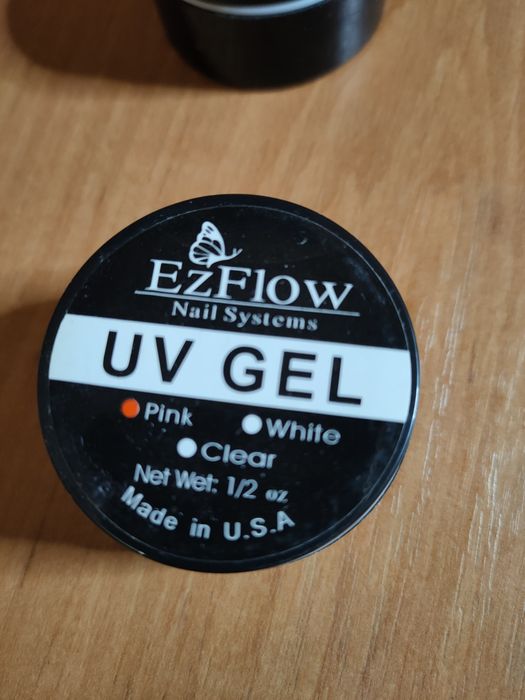 EzFlow
Nail Systems
UV GEL
Pink White
Clear
Net Wet: 1/2 oz
Made in U.S.A